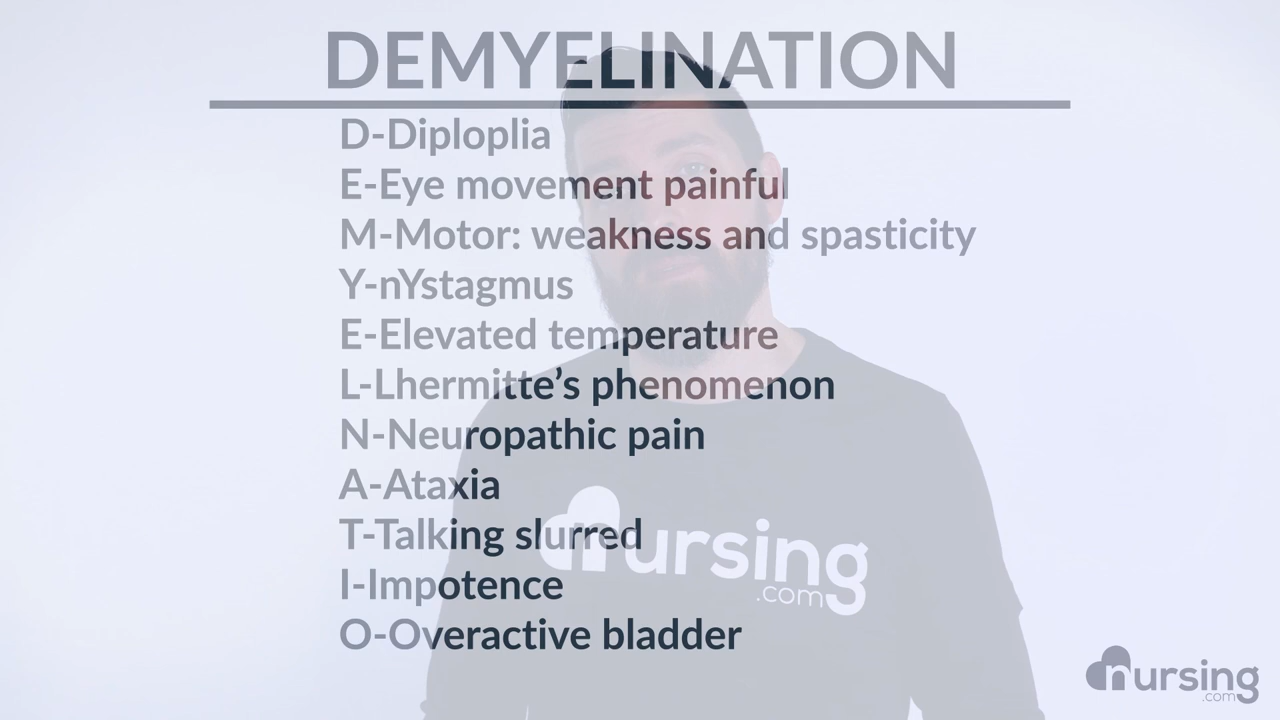 DEMYELINATION
D-Diploplia
E-Eye movement painful
M-Motor: weakness and spasticity
Y-nYstagmus
E-Elevated temperature
L-Lhermitte’s phenomenon
N-Neuropathic pain
A-Ataxia
T-Talking slurred
I-Impotence
O-Overactive bladder
nursing
.com
nursing
.com